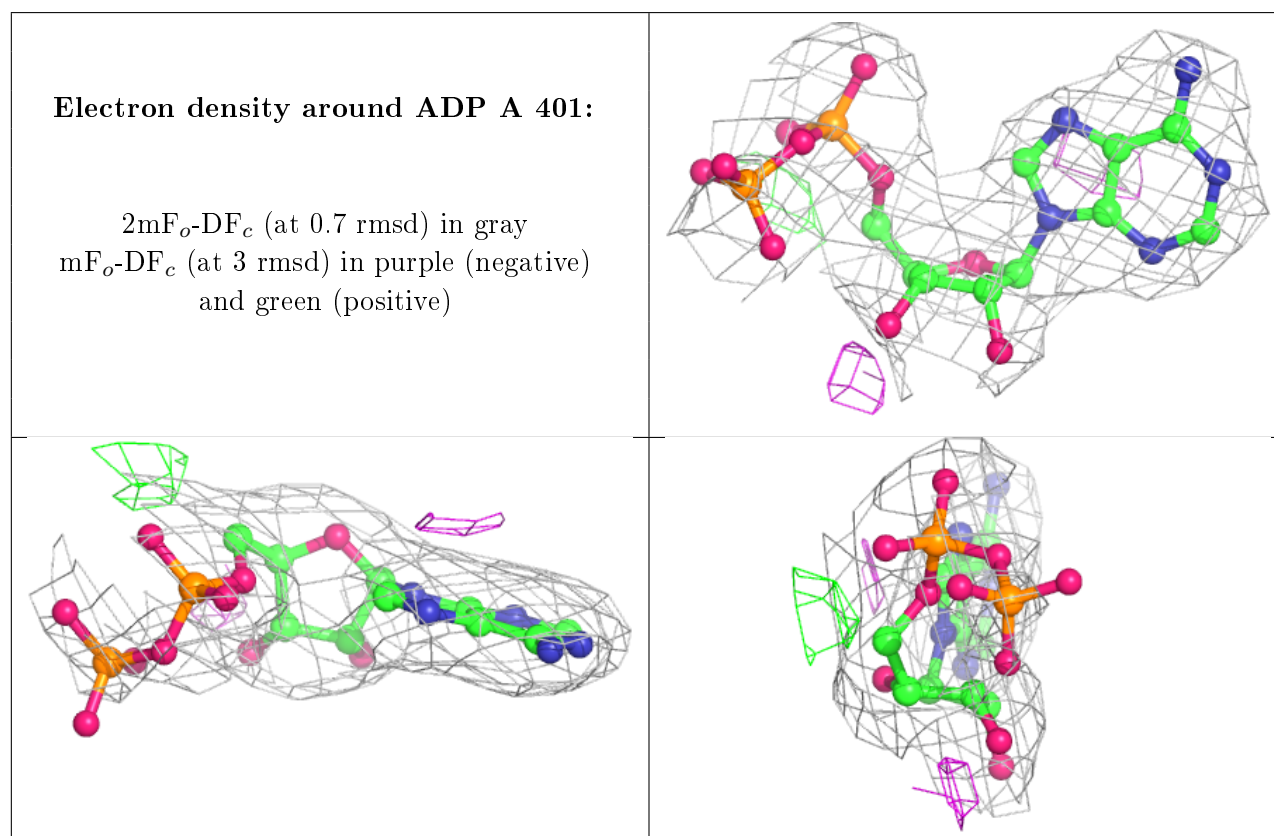 Electron density around ADP A 401:
2mFₒ-DF𝑐 (at 0.7 rmsd) in gray
mFₒ-DF𝑐 (at 3 rmsd) in purple (negative)
and green (positive)